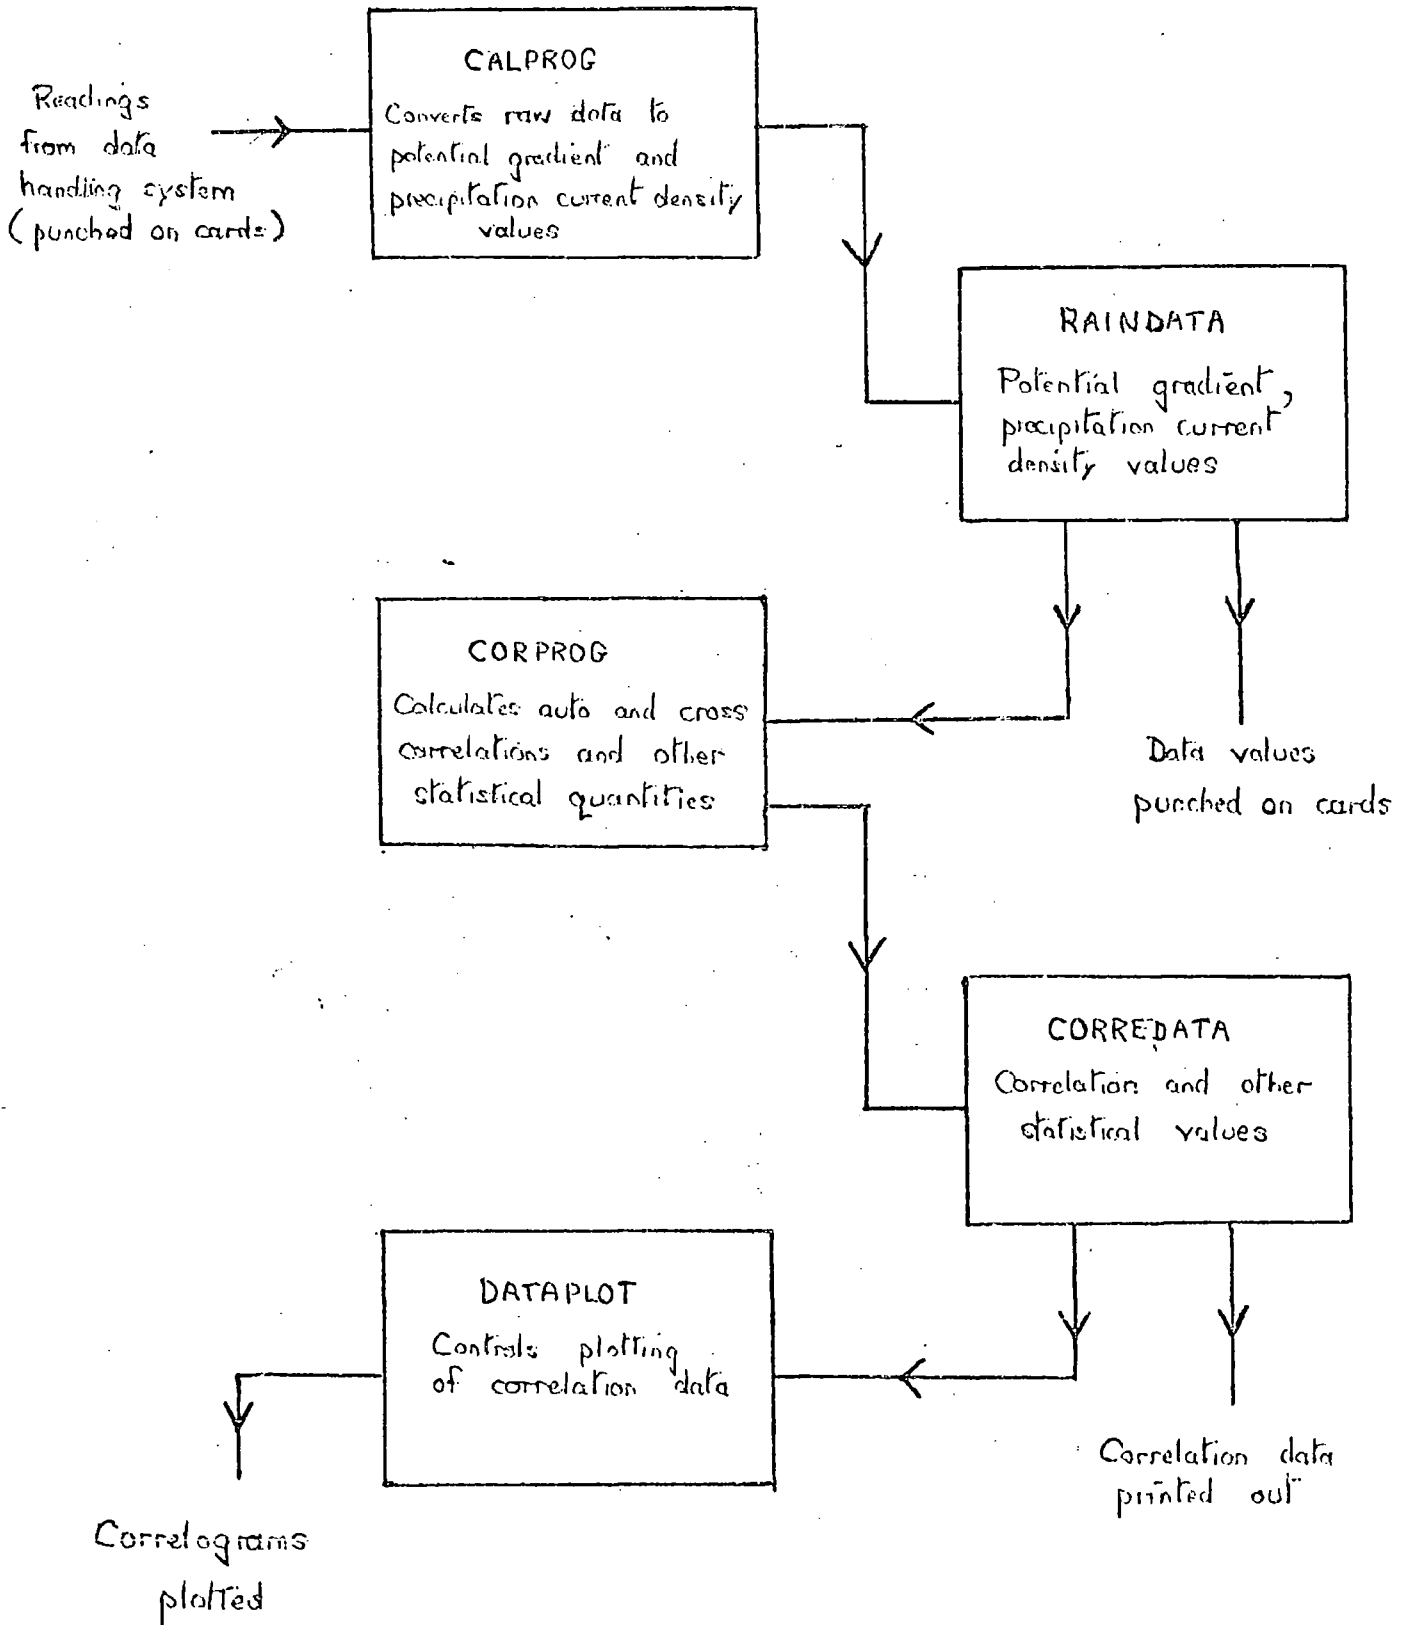 Readings
from data
handling system
(punched on cards)
CALPROG
Converts raw data to
potential gradient and
precipitation current density
values
RAINDATA
Potential gradient,
precipitation current
density values
CORPROG
Calculates auto and cross
correlations and other
statistical quantities
Data values
punched on cards
CORREDATA
Correlation and other
statistical values
DATAPLOT
Controls plotting
of correlation data
Correlation data
printed out
Correlograms
plotted